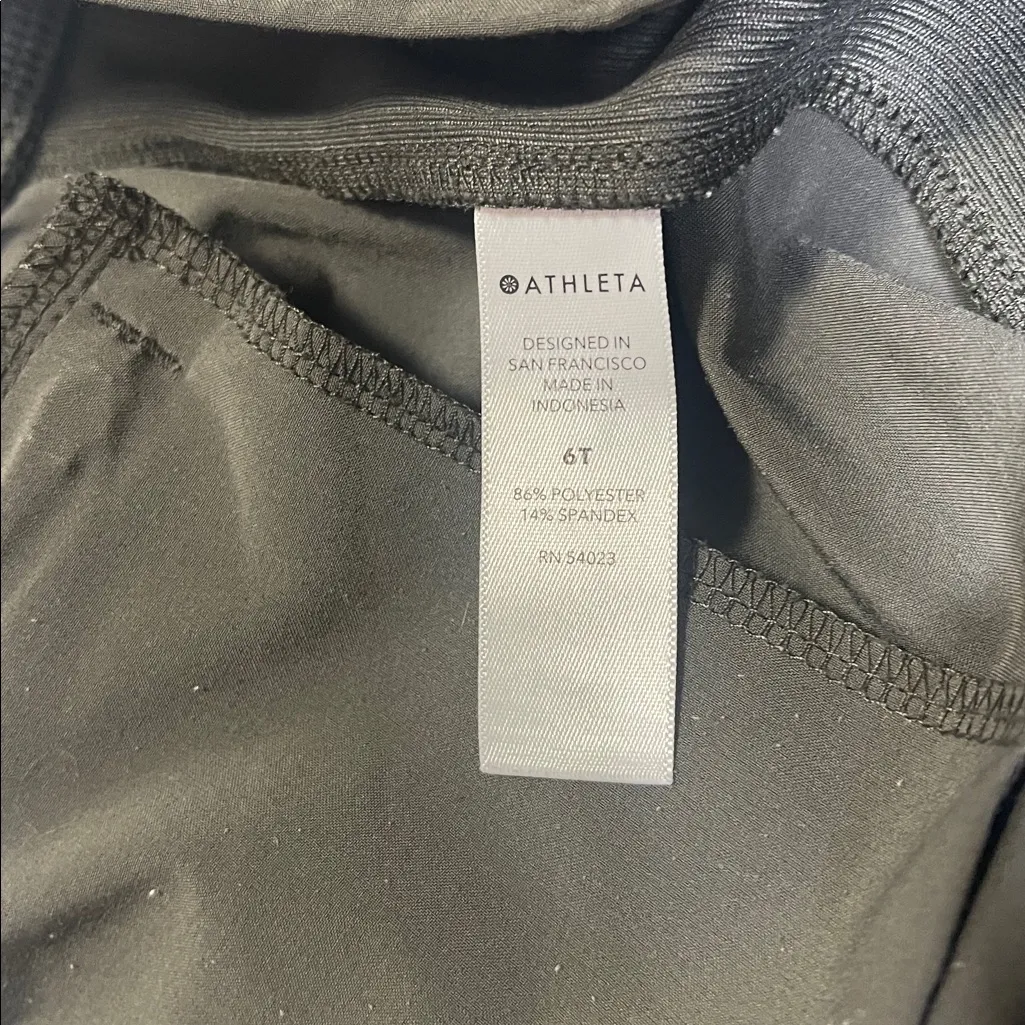 ATHLETA
DESIGNED IN
SAN FRANCISCO
MADE IN
INDONESIA
6T
86% POLYESTER
14% SPANDEX
RN 54023